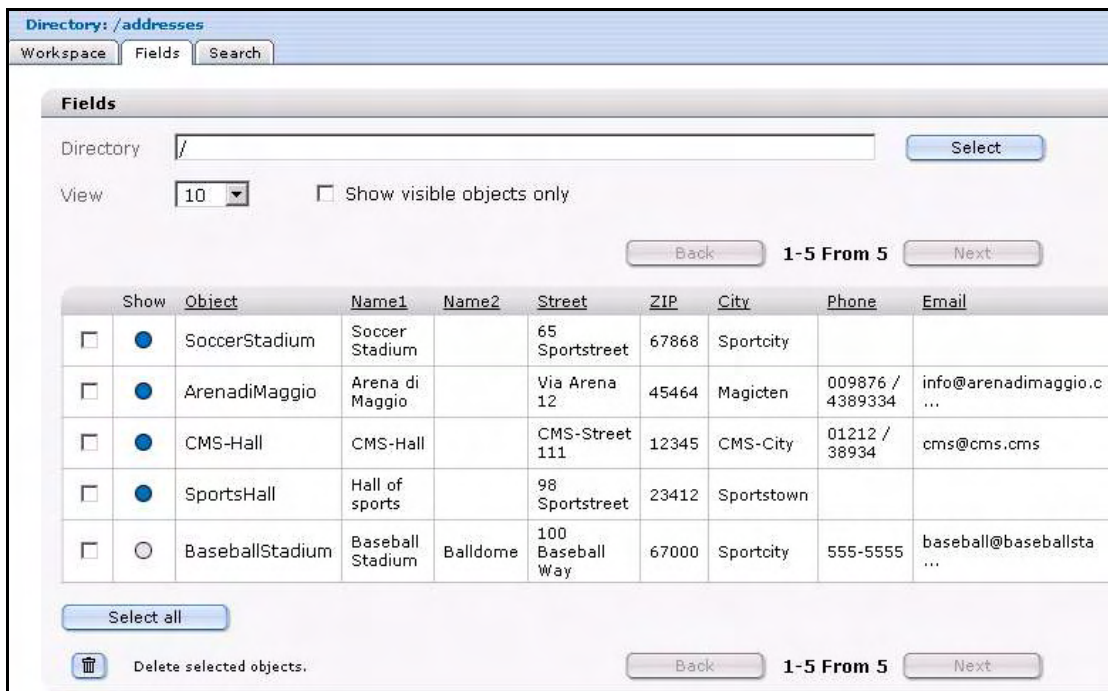 Directory: /addresses
Workspace Fields Search
Fields
Directory / Select
View 10 Show visible objects only
Back 1-5 From 5 Next
Show Object Name1 Name2 Street ZIP City Phone Email
SoccerStadium Soccer Stadium 65 Sportstreet 67868 Sportcity
ArenadiMaggio Arena di Maggio Via Arena 12 45464 Magicten 009876 / 4389334 info@arenadimaggio.c ...
CMS-Hall CMS-Hall CMS-Street 111 12345 CMS-City 01212 / 38934 cms@cms.cms
SportsHall Hall of sports 98 Sportstreet 23412 Sportstown
BaseballStadium Baseball Stadium Balldome 100 Baseball Way 67000 Sportcity 555-5555 baseball@baseballsta ...
Select all
Delete selected objects. Back 1-5 From 5 Next